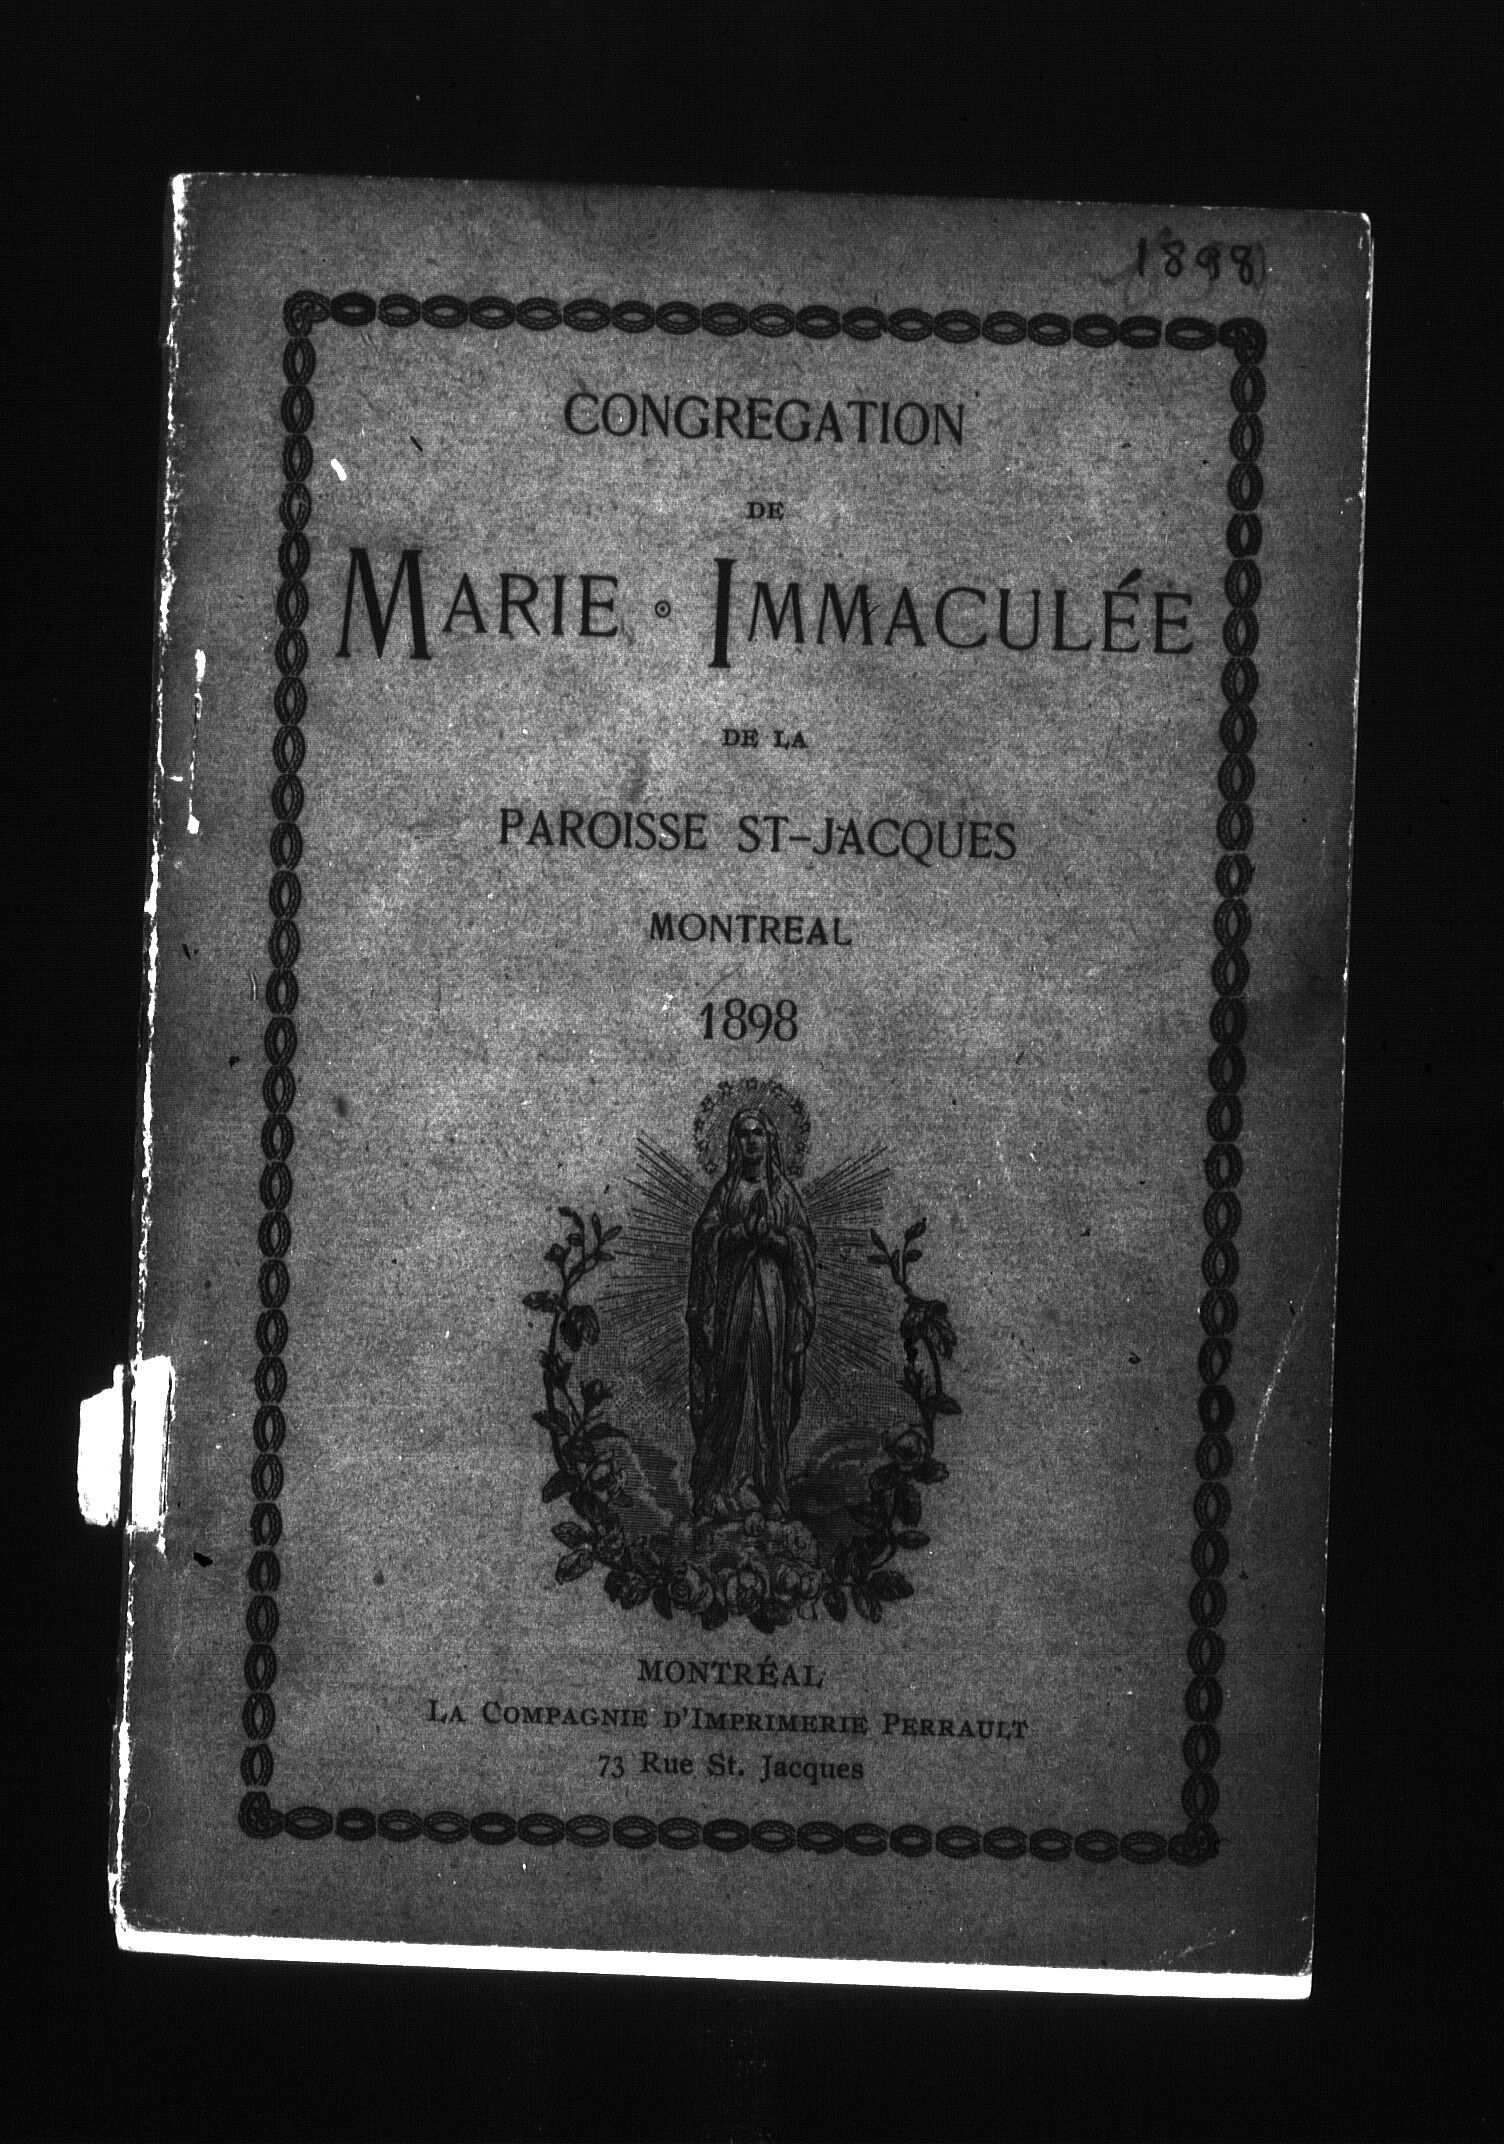 1898
CONGREGATION
DE
MARIE IMMACULÉE
DE LA
PAROISSE ST-JACQUES
MONTREAL
1898
MONTRÉAL
LA COMPAGNIE D'IMPRIMERIE PERRAULT
73 Rue St. Jacques